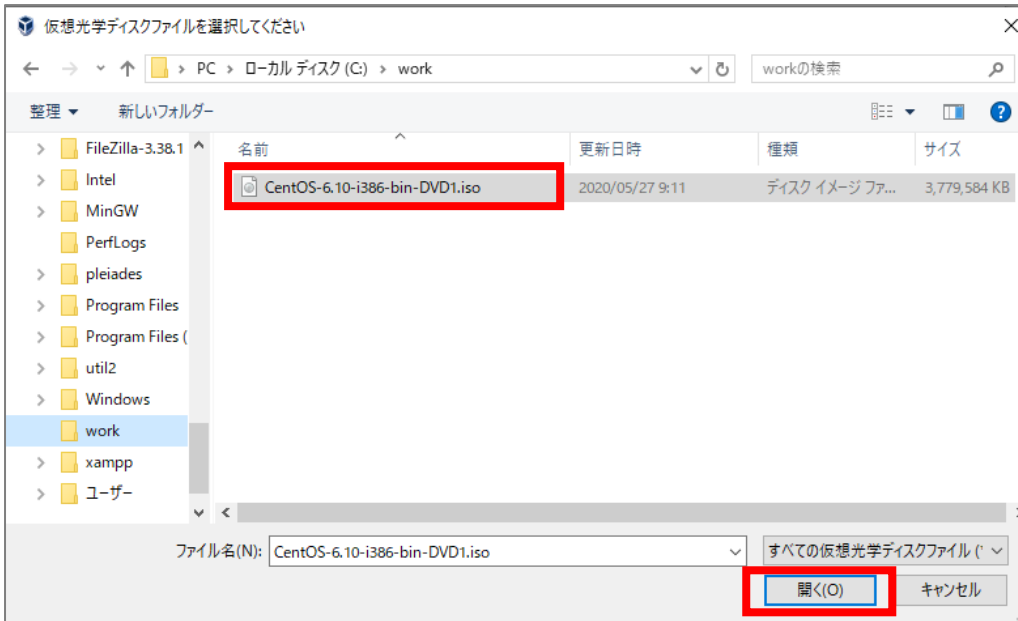 仮想光学ディスクファイルを選択してください
PC › ローカル ディスク (C:) › work
workの検索
整理 新しいフォルダー
名前 更新日時 種類 サイズ
CentOS-6.10-i386-bin-DVD1.iso 2020/05/27 9:11 ディスク イメージ ファ... 3,779,584 KB
FileZilla-3.38.1
Intel
MinGW
PerfLogs
pleiades
Program Files
Program Files (
util2
Windows
work
xampp
ユーザー
ファイル名(N): CentOS-6.10-i386-bin-DVD1.iso すべての仮想光学ディスクファイル (*
開く(O) キャンセル